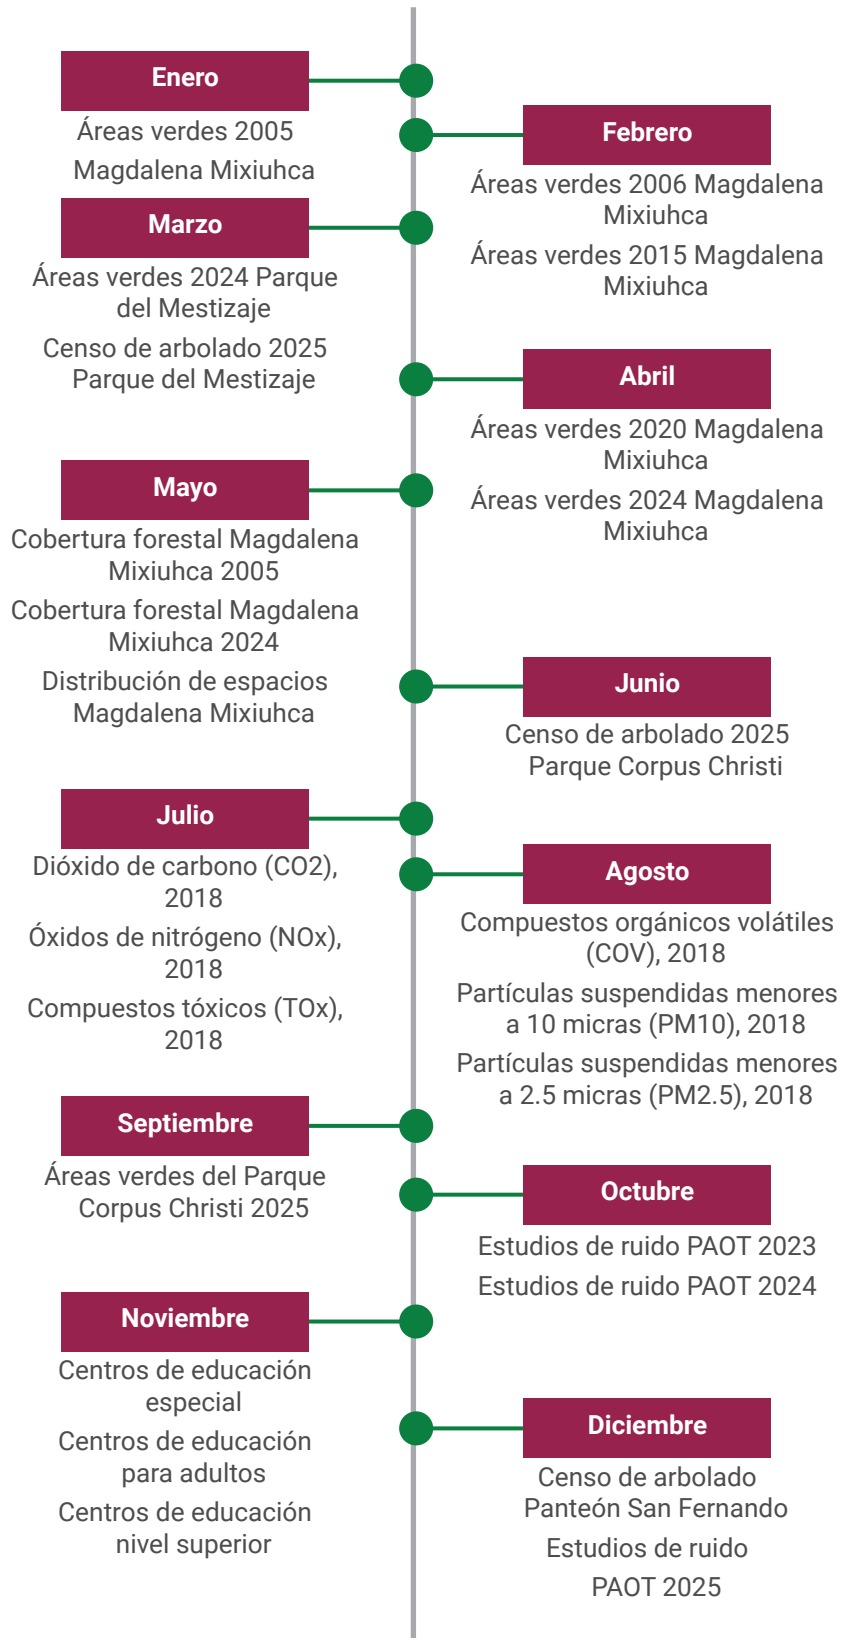 Enero
Áreas verdes 2005
Magdalena Mixiuhca
Febrero
Áreas verdes 2006 Magdalena
Mixiuhca
Áreas verdes 2015 Magdalena
Mixiuhca
Marzo
Áreas verdes 2024 Parque
del Mestizaje
Censo de arbolado 2025
Parque del Mestizaje
Abril
Áreas verdes 2020 Magdalena
Mixiuhca
Áreas verdes 2024 Magdalena
Mixiuhca
Mayo
Cobertura forestal Magdalena
Mixiuhca 2005
Cobertura forestal Magdalena
Mixiuhca 2024
Distribución de espacios
Magdalena Mixiuhca
Junio
Censo de arbolado 2025
Parque Corpus Christi
Julio
Dióxido de carbono (CO2),
2018
Óxidos de nitrógeno (NOx),
2018
Compuestos tóxicos (TOx),
2018
Agosto
Compuestos orgánicos volátiles
(COV), 2018
Partículas suspendidas menores
a 10 micras (PM10), 2018
Partículas suspendidas menores
a 2.5 micras (PM2.5), 2018
Septiembre
Áreas verdes del Parque
Corpus Christi 2025
Octubre
Estudios de ruido PAOT 2023
Estudios de ruido PAOT 2024
Noviembre
Centros de educación
especial
Centros de educación
para adultos
Centros de educación
nivel superior
Diciembre
Censo de arbolado
Panteón San Fernando
Estudios de ruido
PAOT 2025